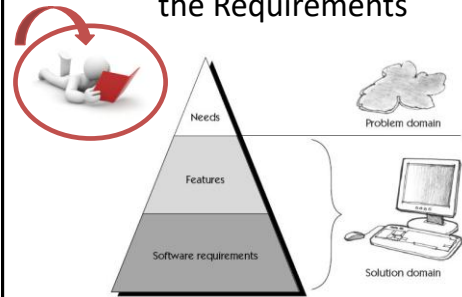 the Requirements
Needs
Problem domain
Features
Software requirements
Solution domain